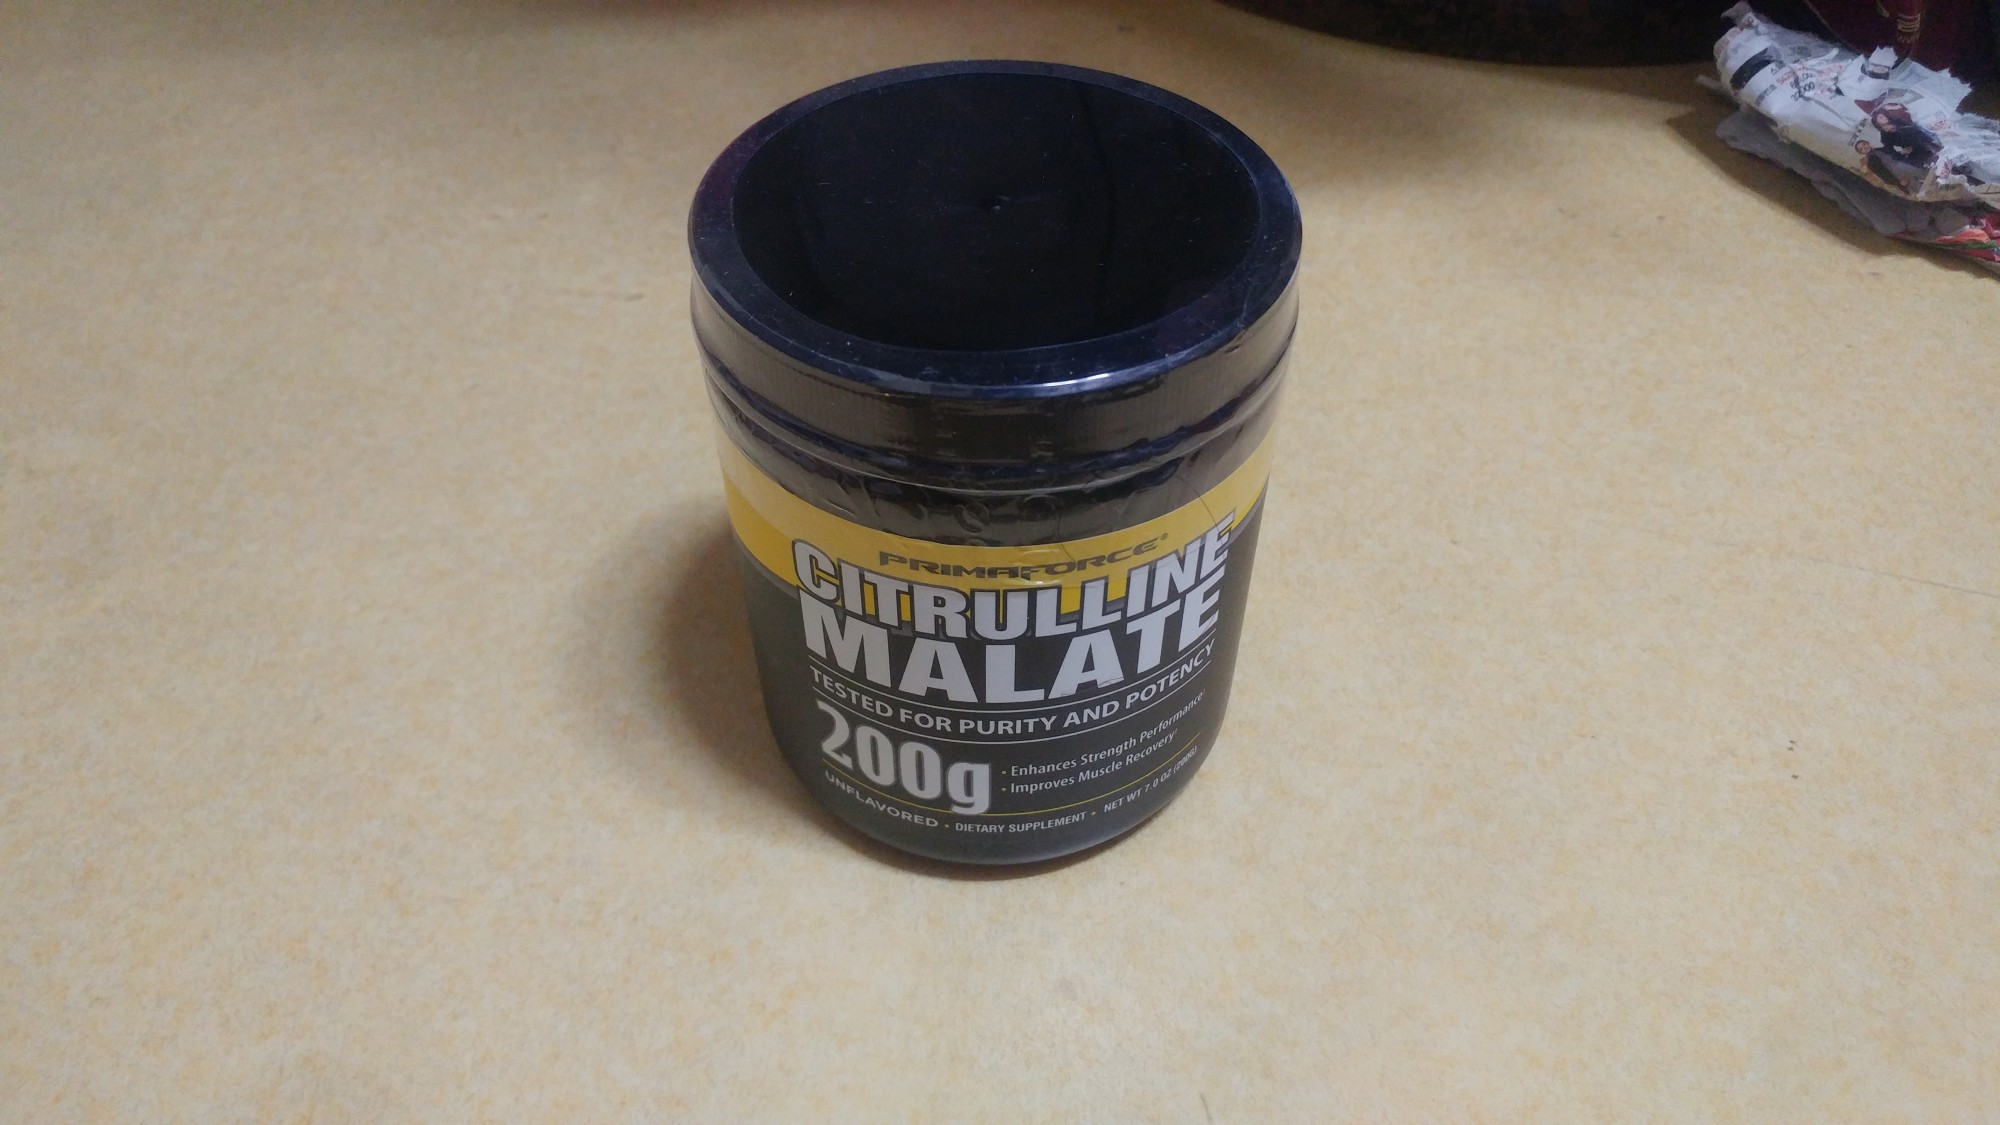 PRIMAFORCE®
CITRULLINE
MALATE
TESTED FOR PURITY AND POTENCY
200g
• Enhances Strength Performance!
• Improves Muscle Recovery!
UNFLAVORED • DIETARY SUPPLEMENT • NET WT 7.0 OZ (200G)